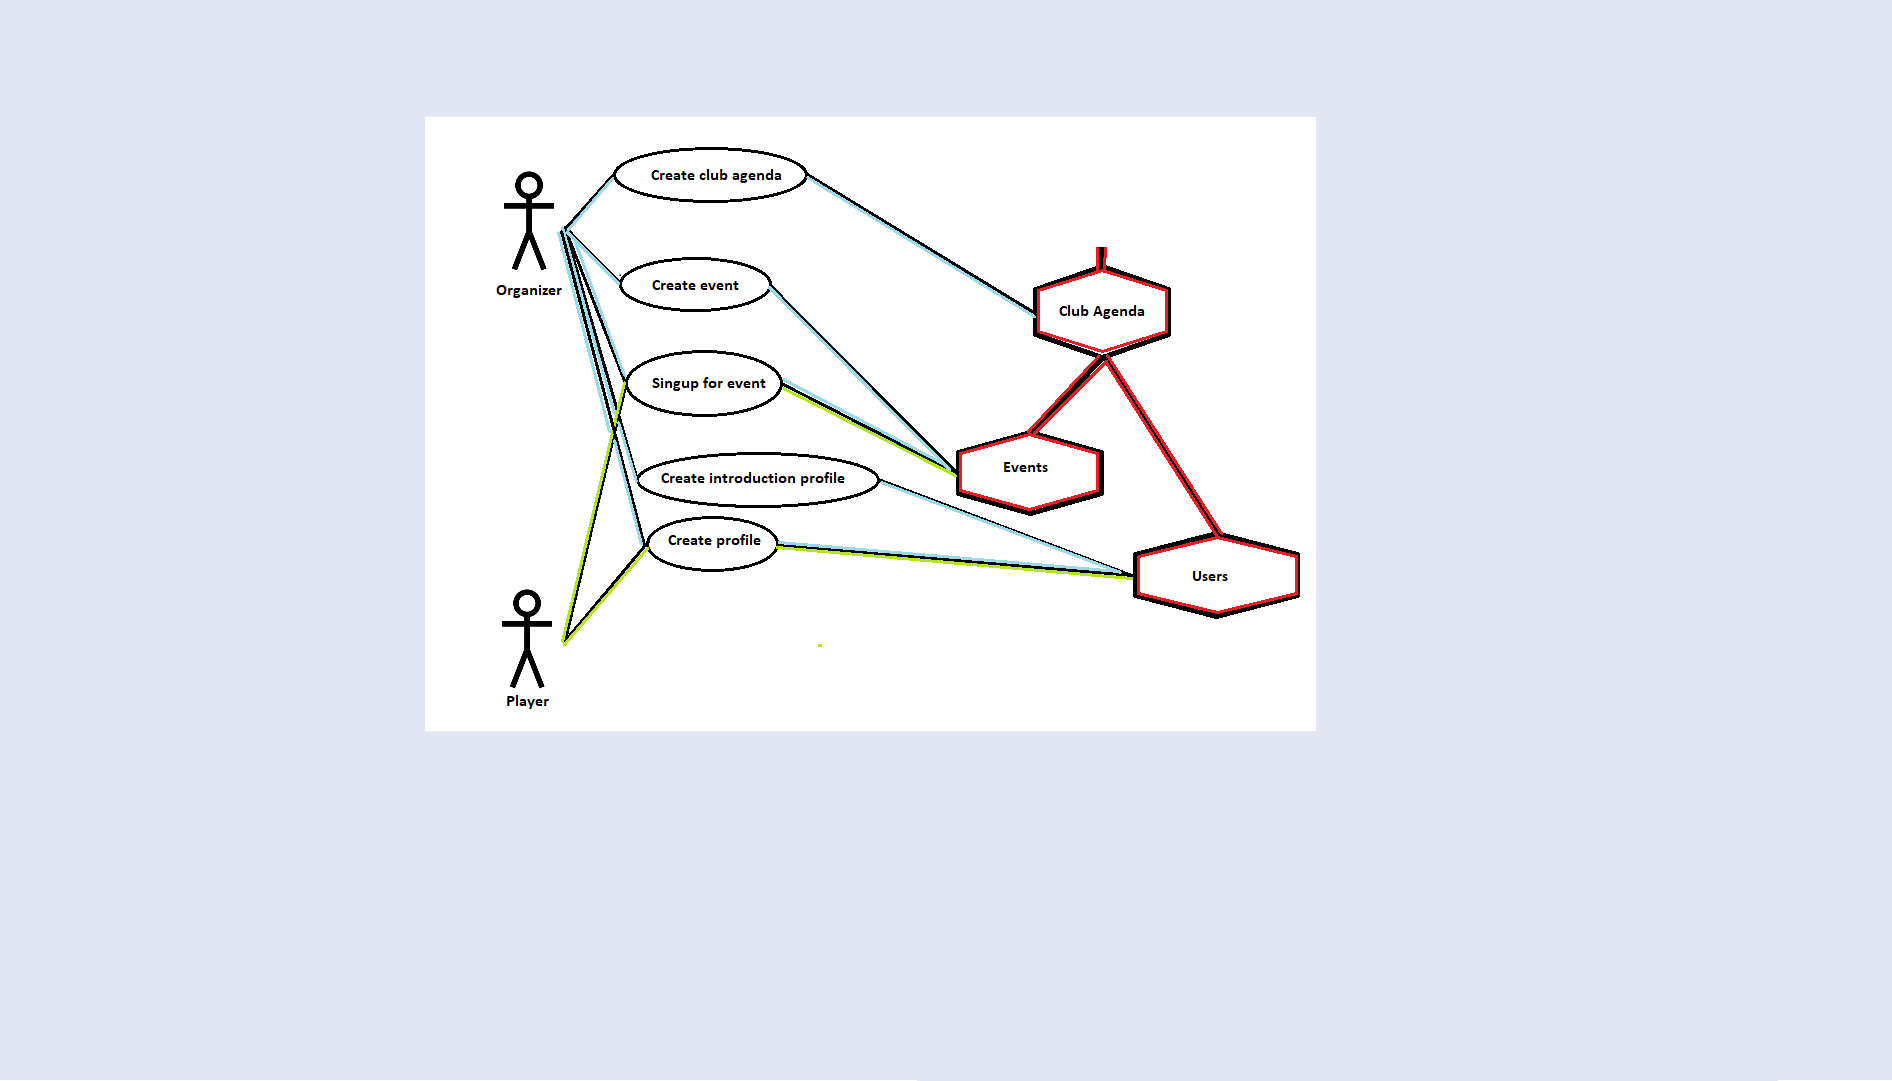 Create club agenda
Create event
Organizer
Club Agenda
Singup for event
Events
Create introduction profile
Create profile
Users
Player